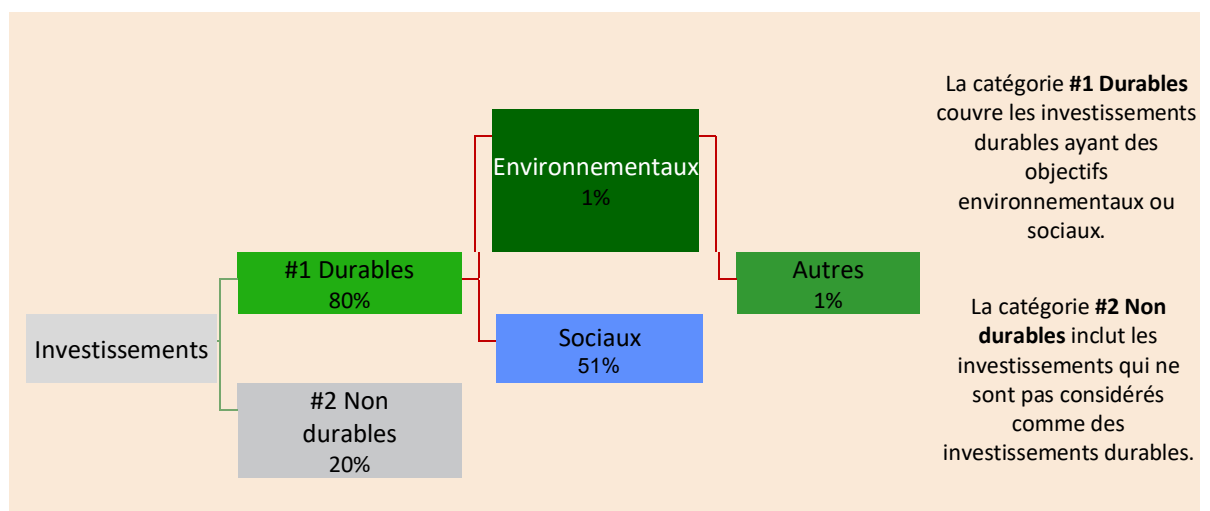 Investissements
#1 Durables
80%
#2 Non
durables
20%
Environnementaux
1%
Sociaux
51%
Autres
1%
La catégorie #1 Durables
couvre les investissements
durables ayant des
objectifs
environnementaux ou
sociaux.
La catégorie #2 Non
durables inclut les
investissements qui ne
sont pas considérés
comme des
investissements durables.